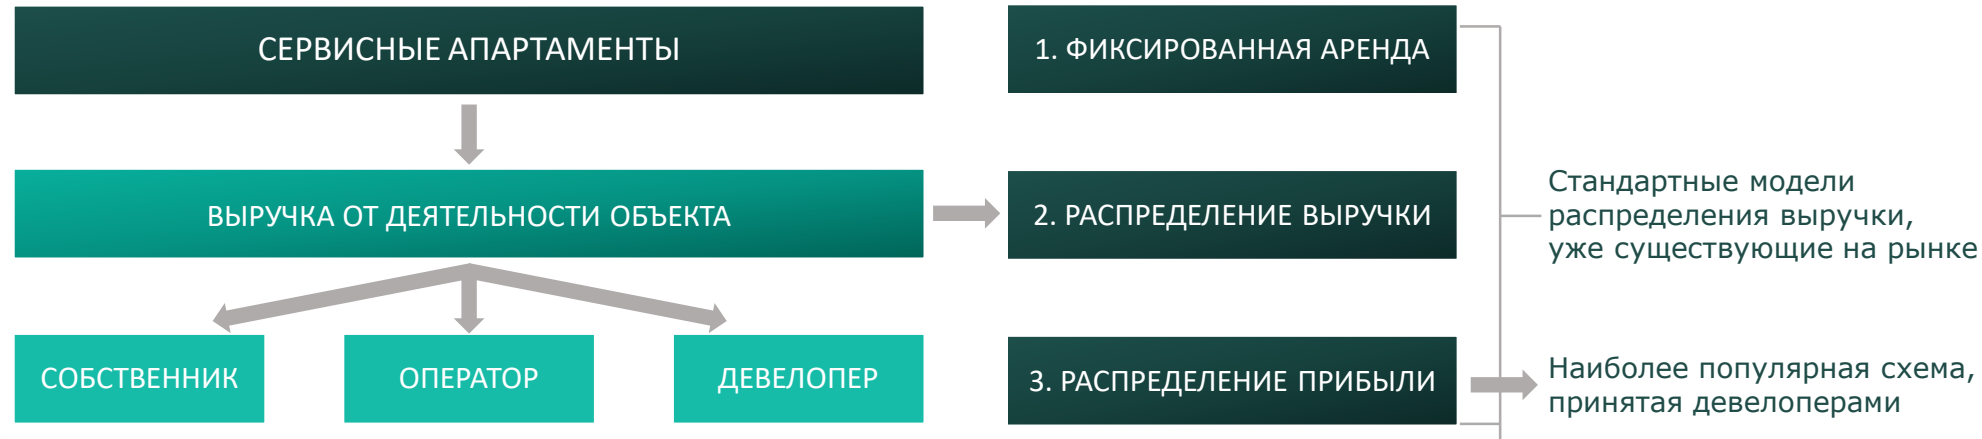 СЕРВИСНЫЕ АПАРТАМЕНТЫ
ВЫРУЧКА ОТ ДЕЯТЕЛЬНОСТИ ОБЪЕКТА
СОБСТВЕННИК
ОПЕРАТОР
ДЕВЕЛОПЕР
1. ФИКСИРОВАННАЯ АРЕНДА
2. РАСПРЕДЕЛЕНИЕ ВЫРУЧКИ
3. РАСПРЕДЕЛЕНИЕ ПРИБЫЛИ
Стандартные модели
распределения выручки,
уже существующие на рынке
Наиболее популярная схема,
принятая девелоперами